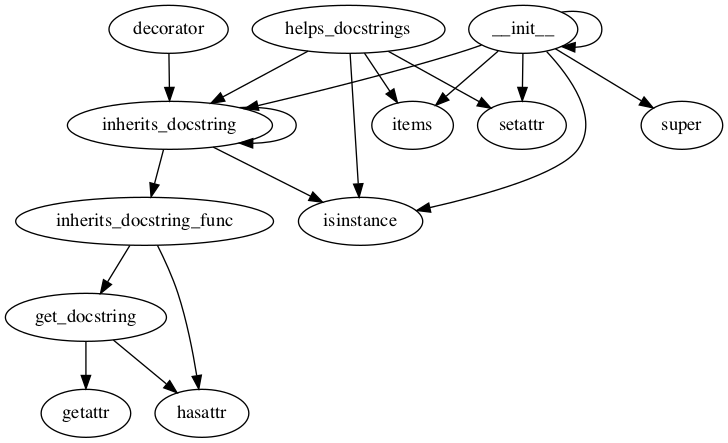 decorator
helps_docstrings
__init__
inherits_docstring
items
setattr
super
inherits_docstring_func
isinstance
get_docstring
getattr
hasattr